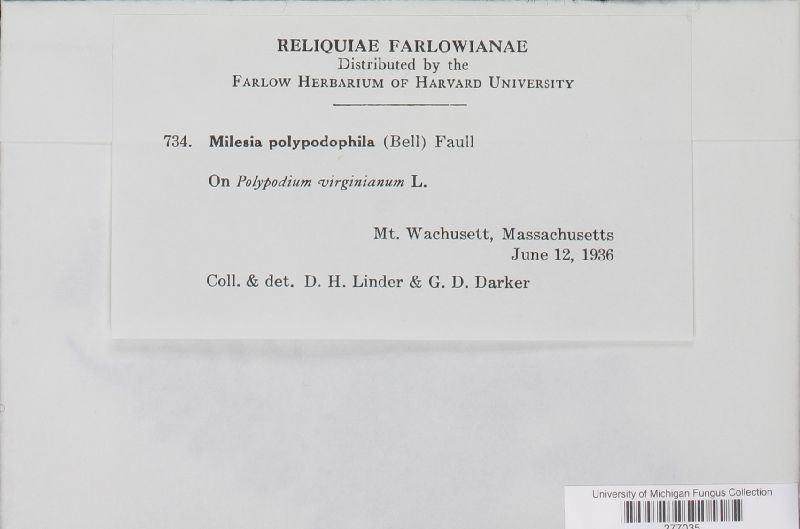 RELIQUIAE FARLOWIANAE
Distributed by the
FARLOW HERBARIUM OF HARVARD UNIVERSITY
734. Milesia polypodophila (Bell) Faull
On Polypodium virginianum L.
Mt. Wachusett, Massachusetts
June 12, 1936
Coll. & det. D. H. Linder & G. D. Darker
University of Michigan Fungus Collection
277035